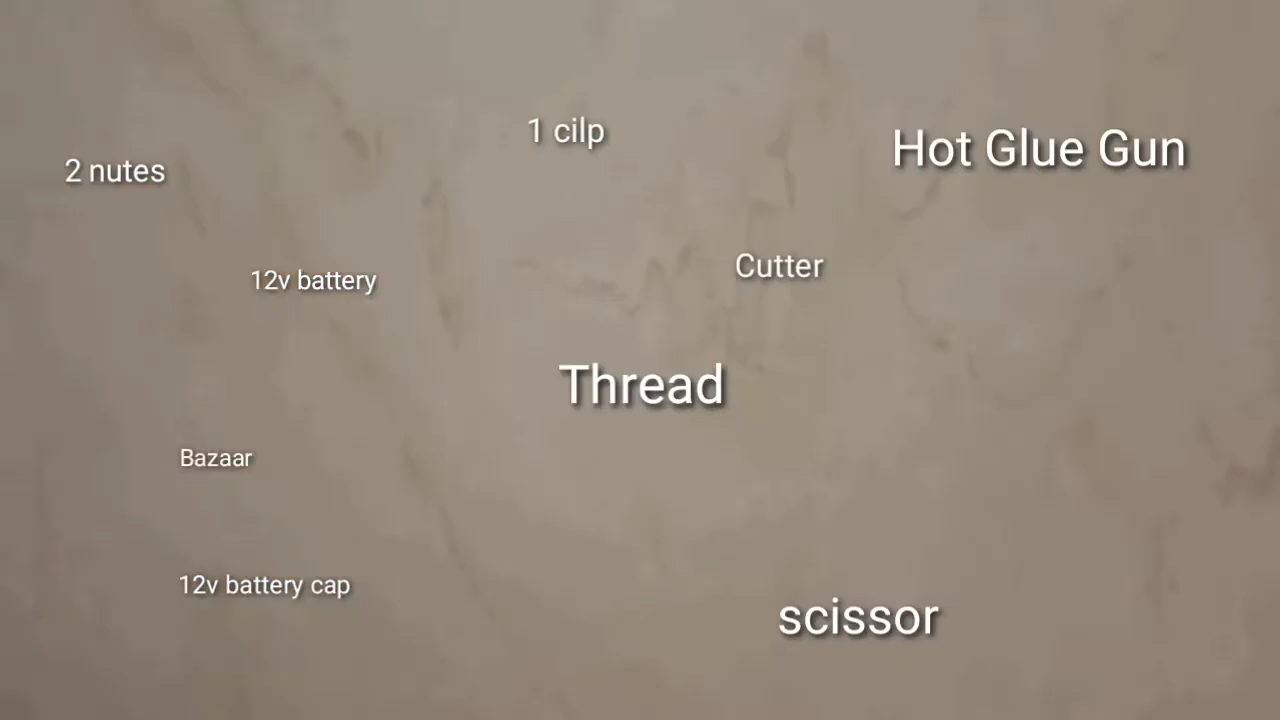 1 cilp
Hot Glue Gun
2 nutes
Cutter
12v battery
Thread
Bazaar
12v battery cap
scissor